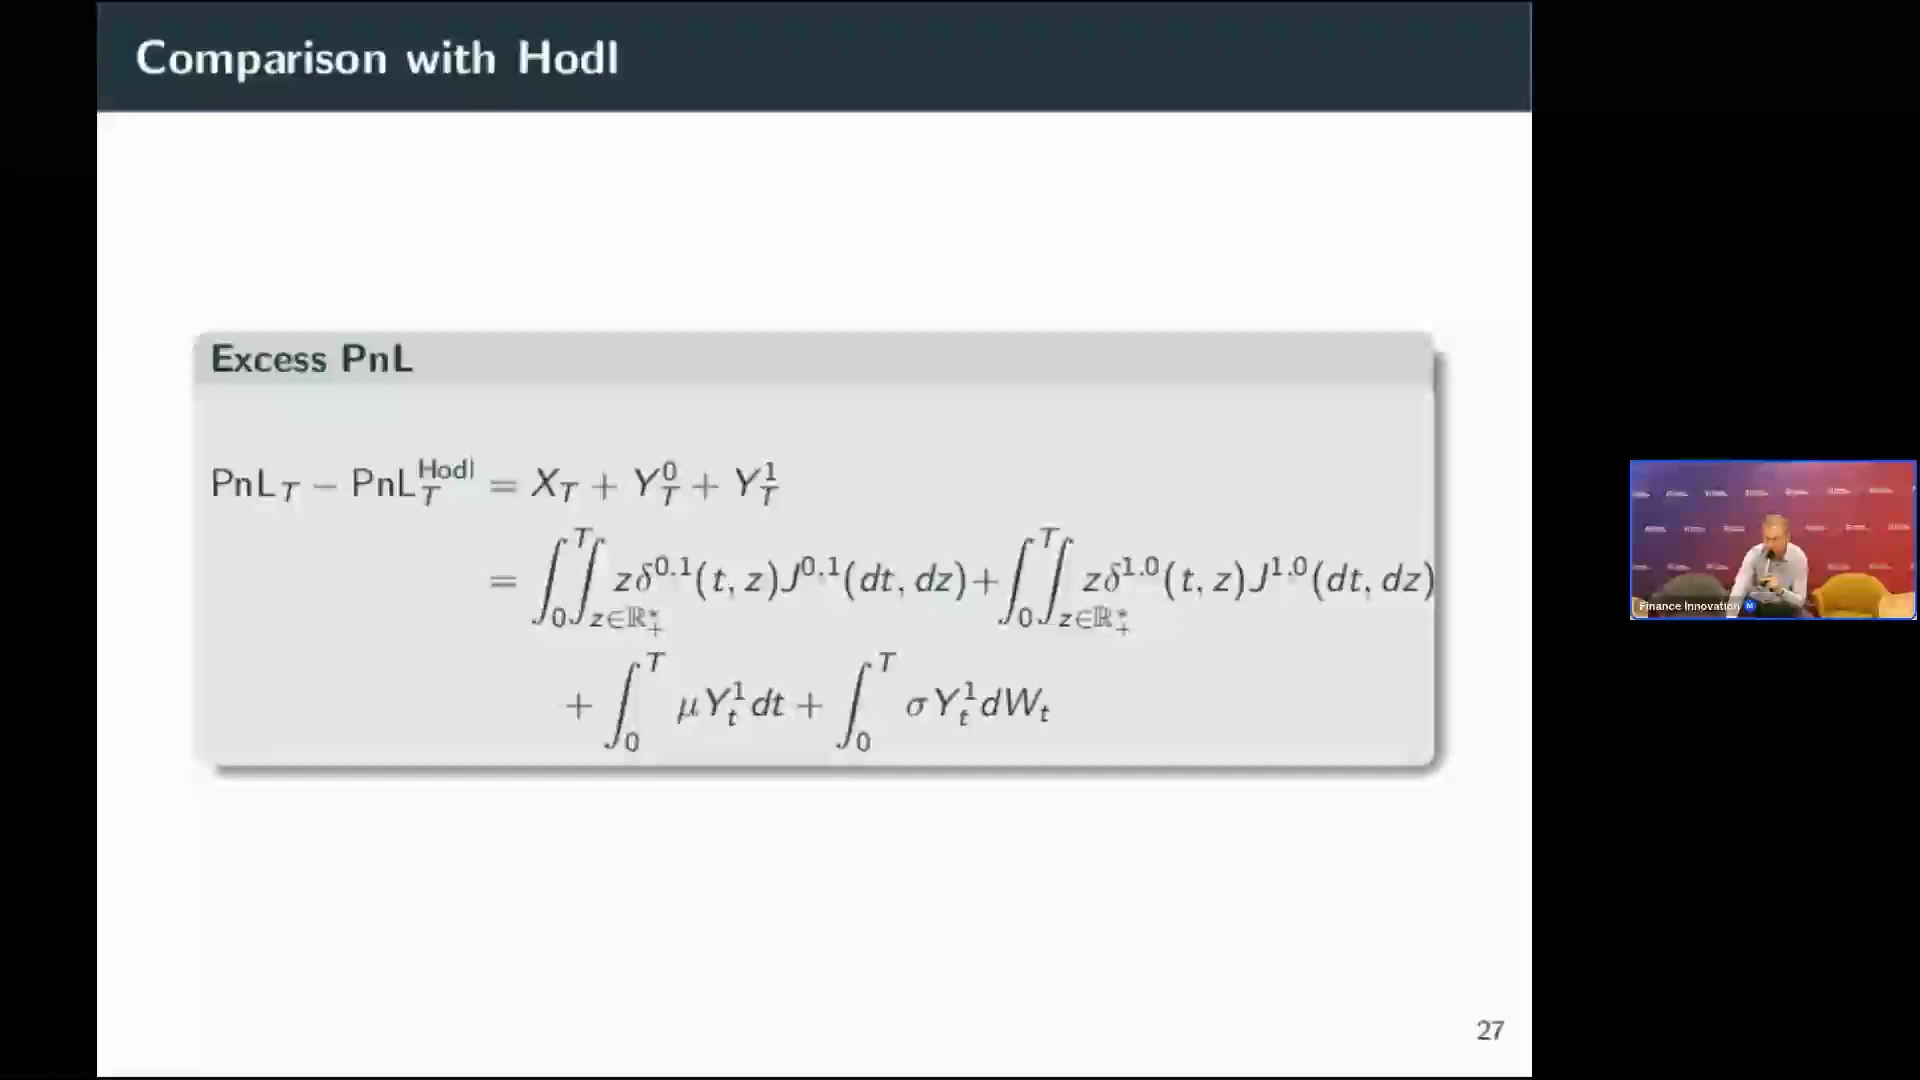 Comparison with Hodl
Excess PnL
PnL_T − PnL_T^Hodl = X_T + Y_T^0 + Y_T^1
= ∫_0^T ∫_{z∈ℝ_+^*} zδ^{0,1}(t, z)J^{0,1}(dt, dz) + ∫_0^T ∫_{z∈ℝ_+^*} zδ^{1,0}(t, z)J^{1,0}(dt, dz)
+ ∫_0^T μY_t^1 dt + ∫_0^T σY_t^1 dW_t
27
Finance Innovation